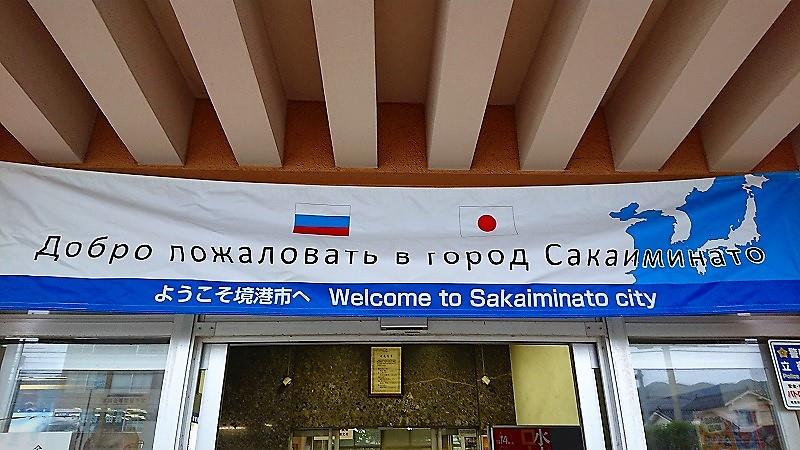 Добро пожаловать в город Сакаиминато
ようこそ境港市へ Welcome to Sakaiminato city